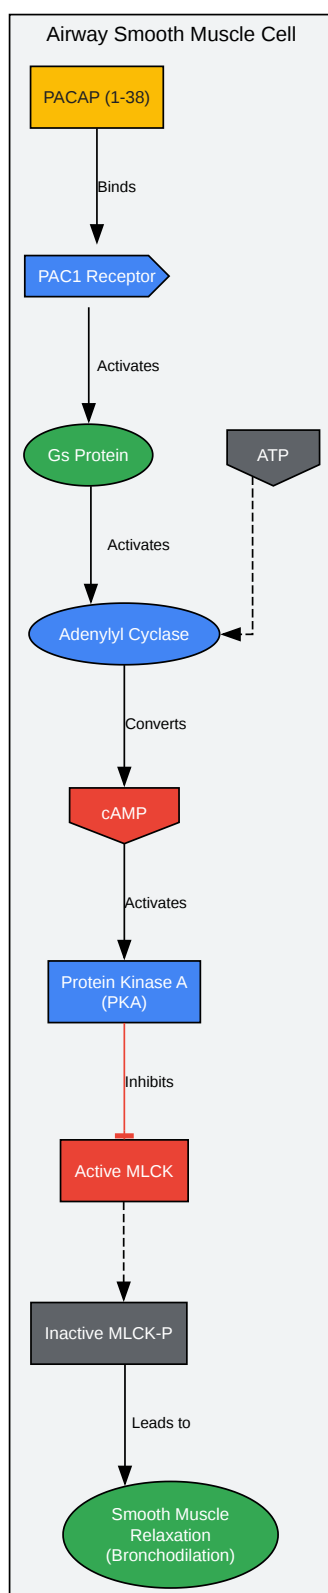 Airway Smooth Muscle Cell
PACAP (1-38)
Binds
PAC1 Receptor
Activates
Gs Protein
ATP
Activates
Adenylyl Cyclase
Converts
cAMP
Activates
Protein Kinase A
(PKA)
Inhibits
Active MLCK
Inactive MLCK-P
Leads to
Smooth Muscle
Relaxation
(Bronchodilation)